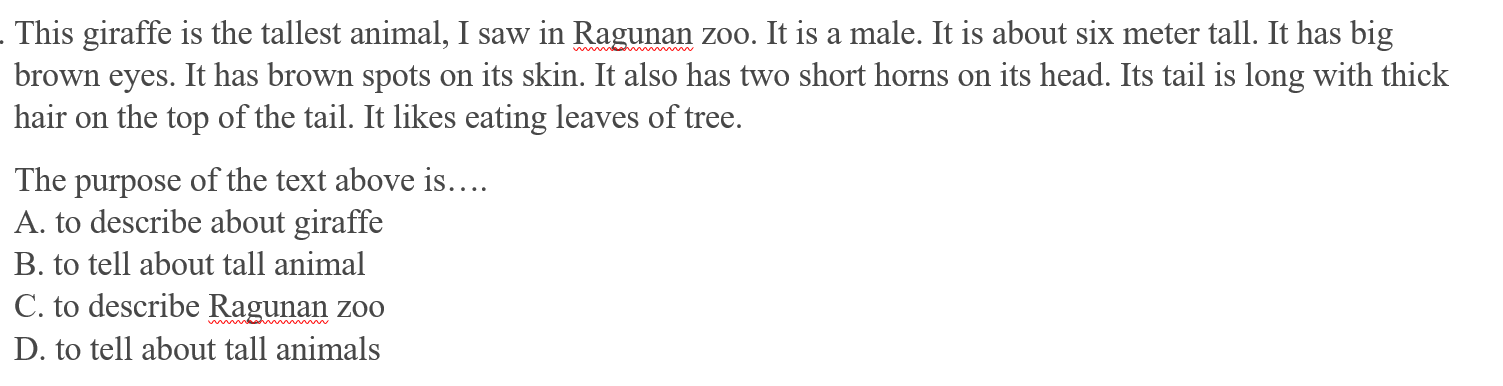 . This giraffe is the tallest animal, I saw in Ragunan zoo. It is a male. It is about six meter tall. It has big
brown eyes. It has brown spots on its skin. It also has two short horns on its head. Its tail is long with thick
hair on the top of the tail. It likes eating leaves of tree.
The purpose of the text above is….
A. to describe about giraffe
B. to tell about tall animal
C. to describe Ragunan zoo
D. to tell about tall animals